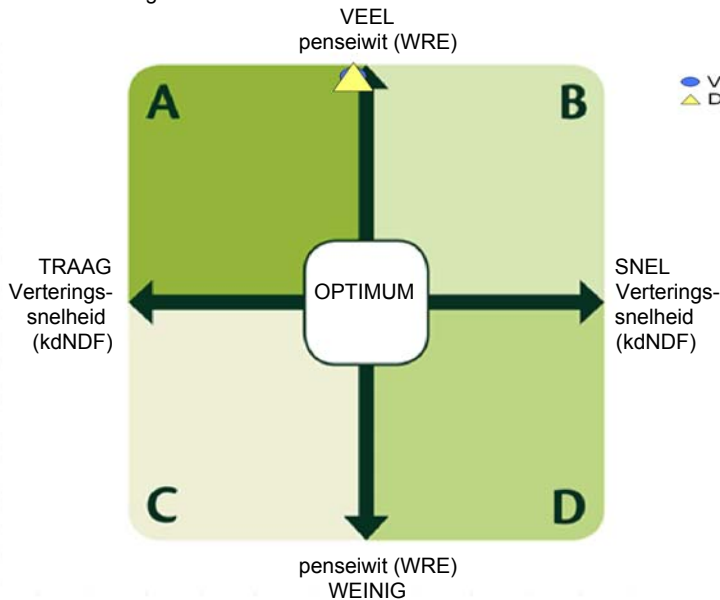 VEEL
penseiwit (WRE)
A
B
V
D
TRAAG
Verterings-
snelheid
(kdNDF)
OPTIMUM
SNEL
Verterings-
snelheid
(kdNDF)
C
D
penseiwit (WRE)
WEINIG